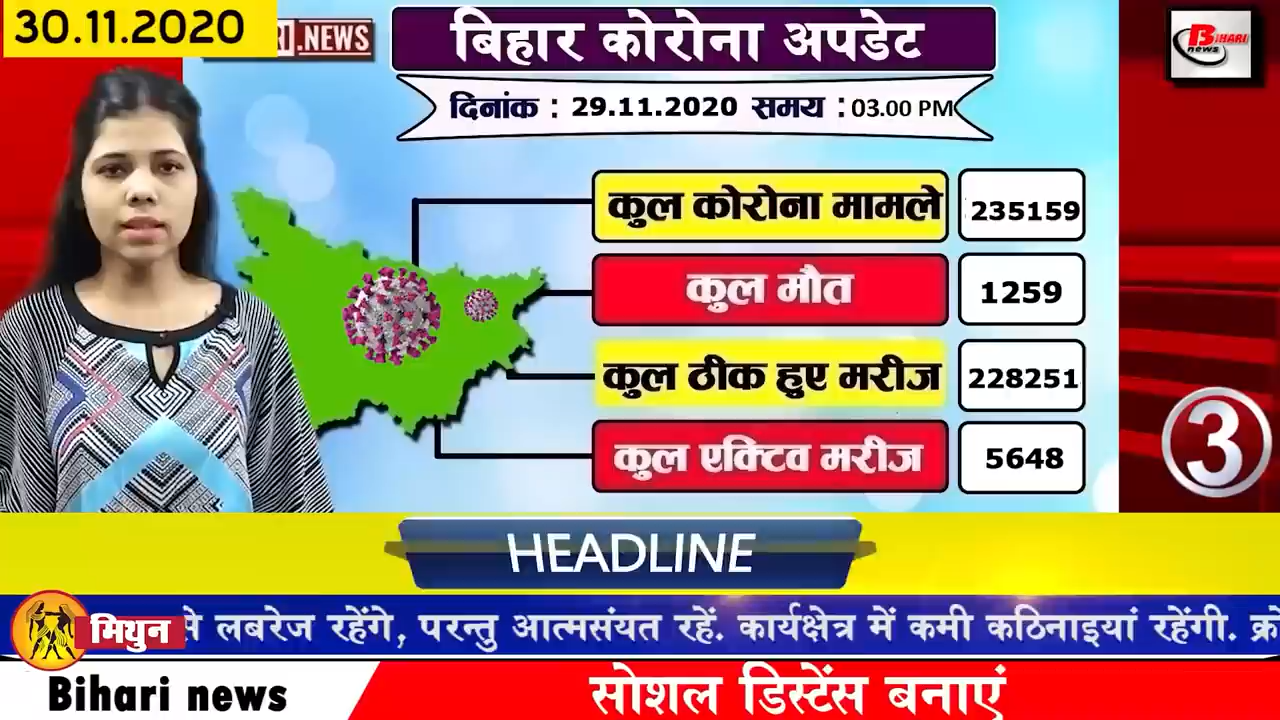 30.11.2020
.NEWS
बिहार कोरोना अपडेट
BIHARI
news
दिनांक : 29.11.2020 समय : 03.00 PM
कुल कोरोना मामले 235159
कुल मौत 1259
कुल ठीक हुए मरीज 228251
कुल एक्टिव मरीज 5648
3
HEADLINE
मिथुन से लबरेज रहेंगे, परन्तु आत्मसंयत रहें. कार्यक्षेत्र में कमी कठिनाइयां रहेंगी. क्रो
Bihari news सोशल डिस्टेंस बनाएं